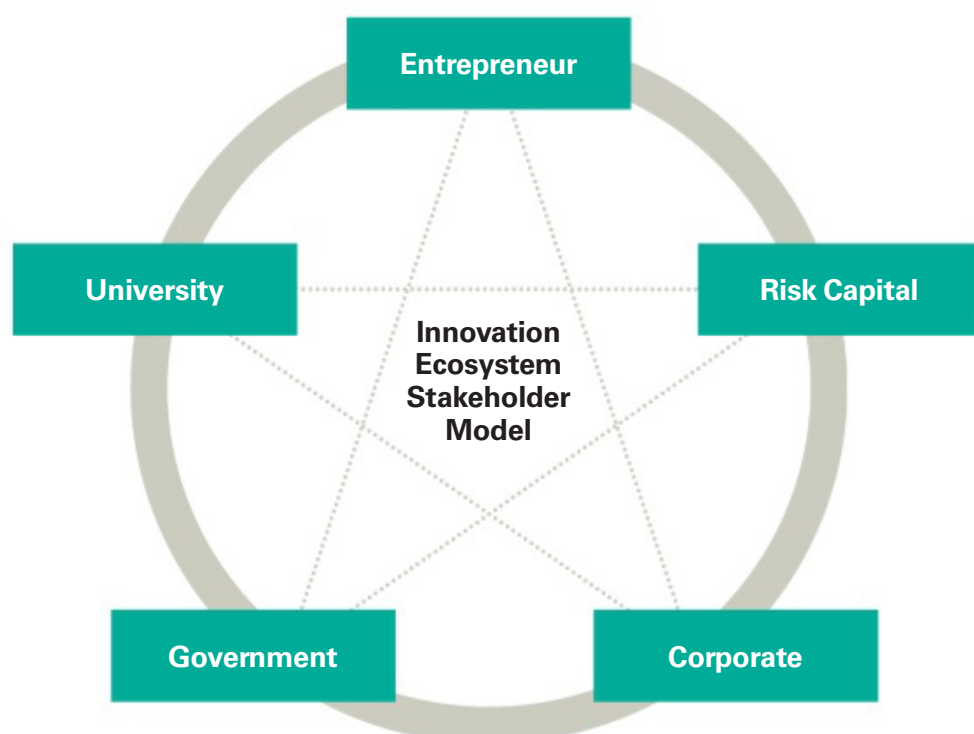 Entrepreneur
University
Risk Capital
Innovation
Ecosystem
Stakeholder
Model
Government
Corporate